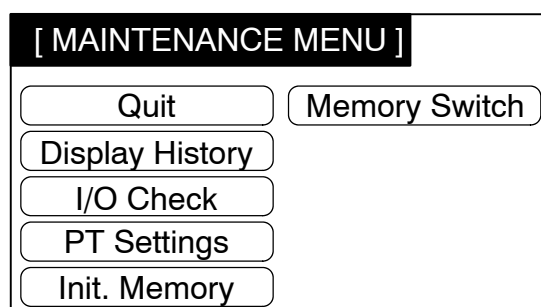 [ MAINTENANCE MENU ]
Quit Memory Switch
Display History
I/O Check
PT Settings
Init. Memory